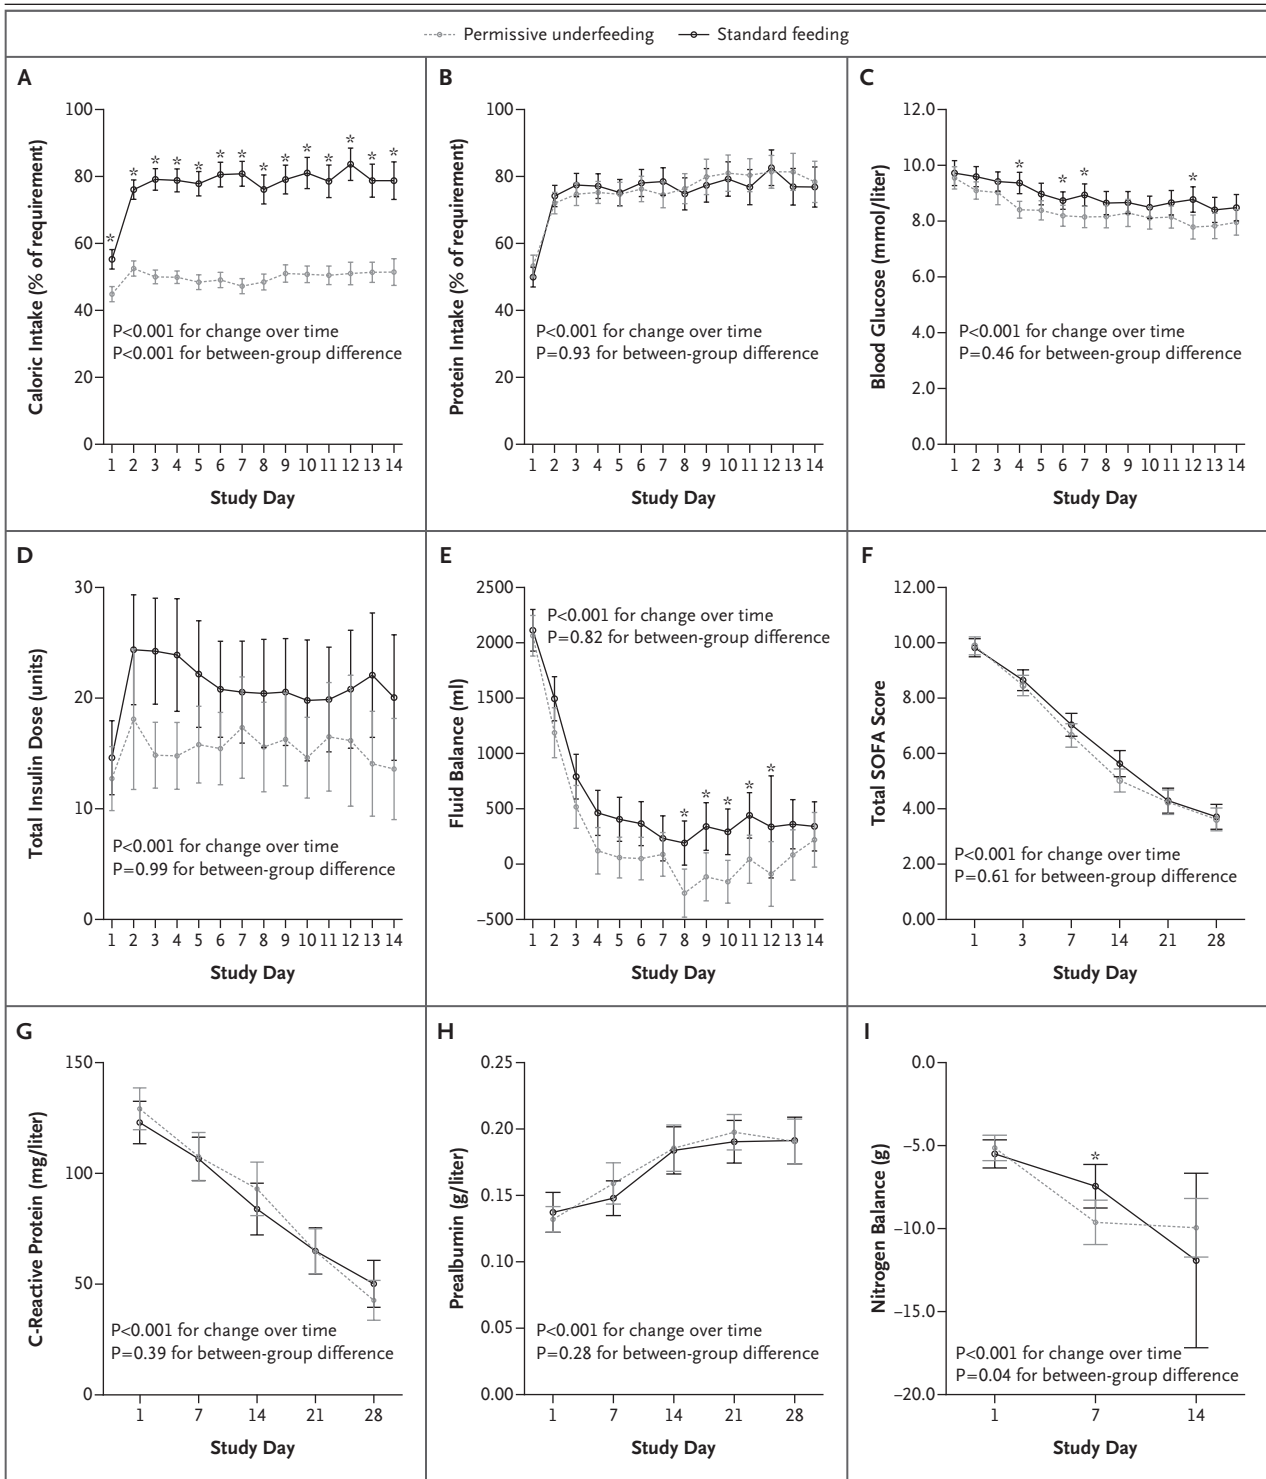 Permissive underfeeding Standard feeding
A
Caloric Intake (% of requirement)
100
80
60
40
20
0
* * * * * * * * * * * * * *
P<0.001 for change over time
P<0.001 for between-group difference
1 2 3 4 5 6 7 8 9 10 11 12 13 14
Study Day
B
Protein Intake (% of requirement)
100
80
60
40
20
0
P<0.001 for change over time
P=0.93 for between-group difference
1 2 3 4 5 6 7 8 9 10 11 12 13 14
Study Day
C
Blood Glucose (mmol/liter)
12.0
10.0
8.0
6.0
4.0
2.0
0.0
* * * *
P<0.001 for change over time
P=0.46 for between-group difference
1 2 3 4 5 6 7 8 9 10 11 12 13 14
Study Day
D
Total Insulin Dose (units)
30
20
10
0
P<0.001 for change over time
P=0.99 for between-group difference
1 2 3 4 5 6 7 8 9 10 11 12 13 14
Study Day
E
Fluid Balance (ml)
2500
2000
1500
1000
500
0
−500
P<0.001 for change over time
P=0.82 for between-group difference
* * * * *
1 2 3 4 5 6 7 8 9 10 11 12 13 14
Study Day
F
Total SOFA Score
12.00
10.00
8.00
6.00
4.00
2.00
0.00
P<0.001 for change over time
P=0.61 for between-group difference
1 3 7 14 21 28
Study Day
G
C-Reactive Protein (mg/liter)
150
100
50
0
P<0.001 for change over time
P=0.39 for between-group difference
1 7 14 21 28
Study Day
H
Prealbumin (g/liter)
0.25
0.20
0.15
0.10
0.05
0.00
P<0.001 for change over time
P=0.28 for between-group difference
1 7 14 21 28
Study Day
I
Nitrogen Balance (g)
0.0
−5.0
−10.0
−15.0
−20.0
*
P<0.001 for change over time
P=0.04 for between-group difference
1 7 14
Study Day